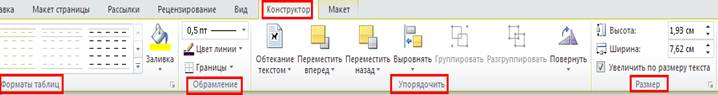 вка Макет страницы Рассылки Рецензирование Вид Конструктор Макет
0,5 пт
Цвет линии
Границы
Заливка
Обтекание текстом
Переместить вперед
Переместить назад
Выровнять
Группировать
Разгруппировать
Повернуть
Высота: 1,93 см
Ширина: 7,62 см
Увеличить по размеру текста
Форматы таблиц Обрамление Упорядочить Размер